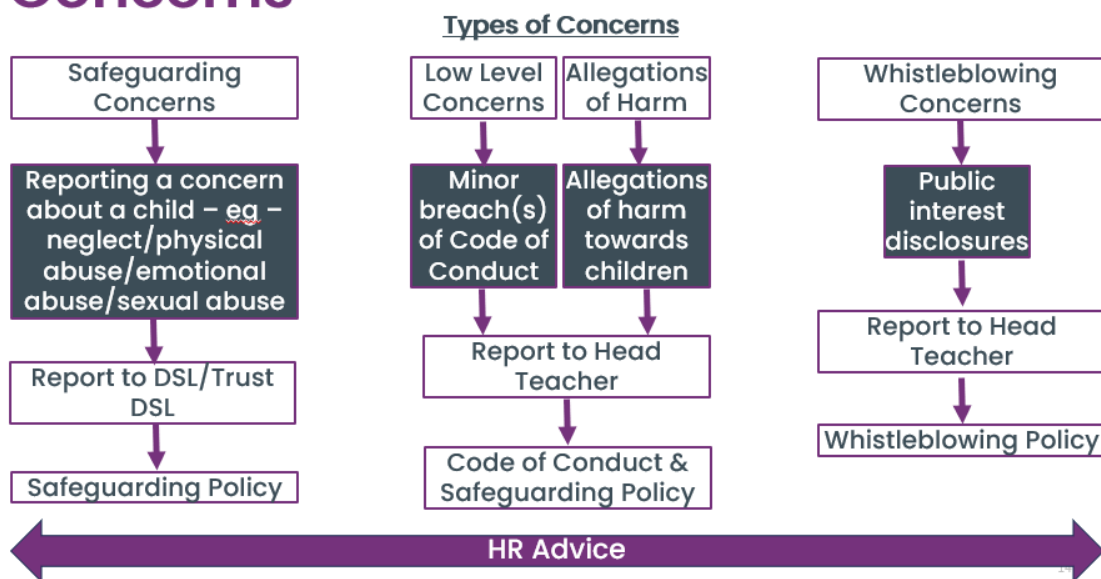 Concerns
Types of Concerns
Safeguarding
Concerns
Reporting a concern
about a child – eg –
neglect/physical
abuse/emotional
abuse/sexual abuse
Report to DSL/Trust
DSL
Safeguarding Policy
Low Level
Concerns
Minor
breach(s)
of Code of
Conduct
Allegations
of Harm
Allegations
of harm
towards
children
Report to Head
Teacher
Code of Conduct &
Safeguarding Policy
Whistleblowing
Concerns
Public
interest
disclosures
Report to Head
Teacher
Whistleblowing Policy
HR Advice
14